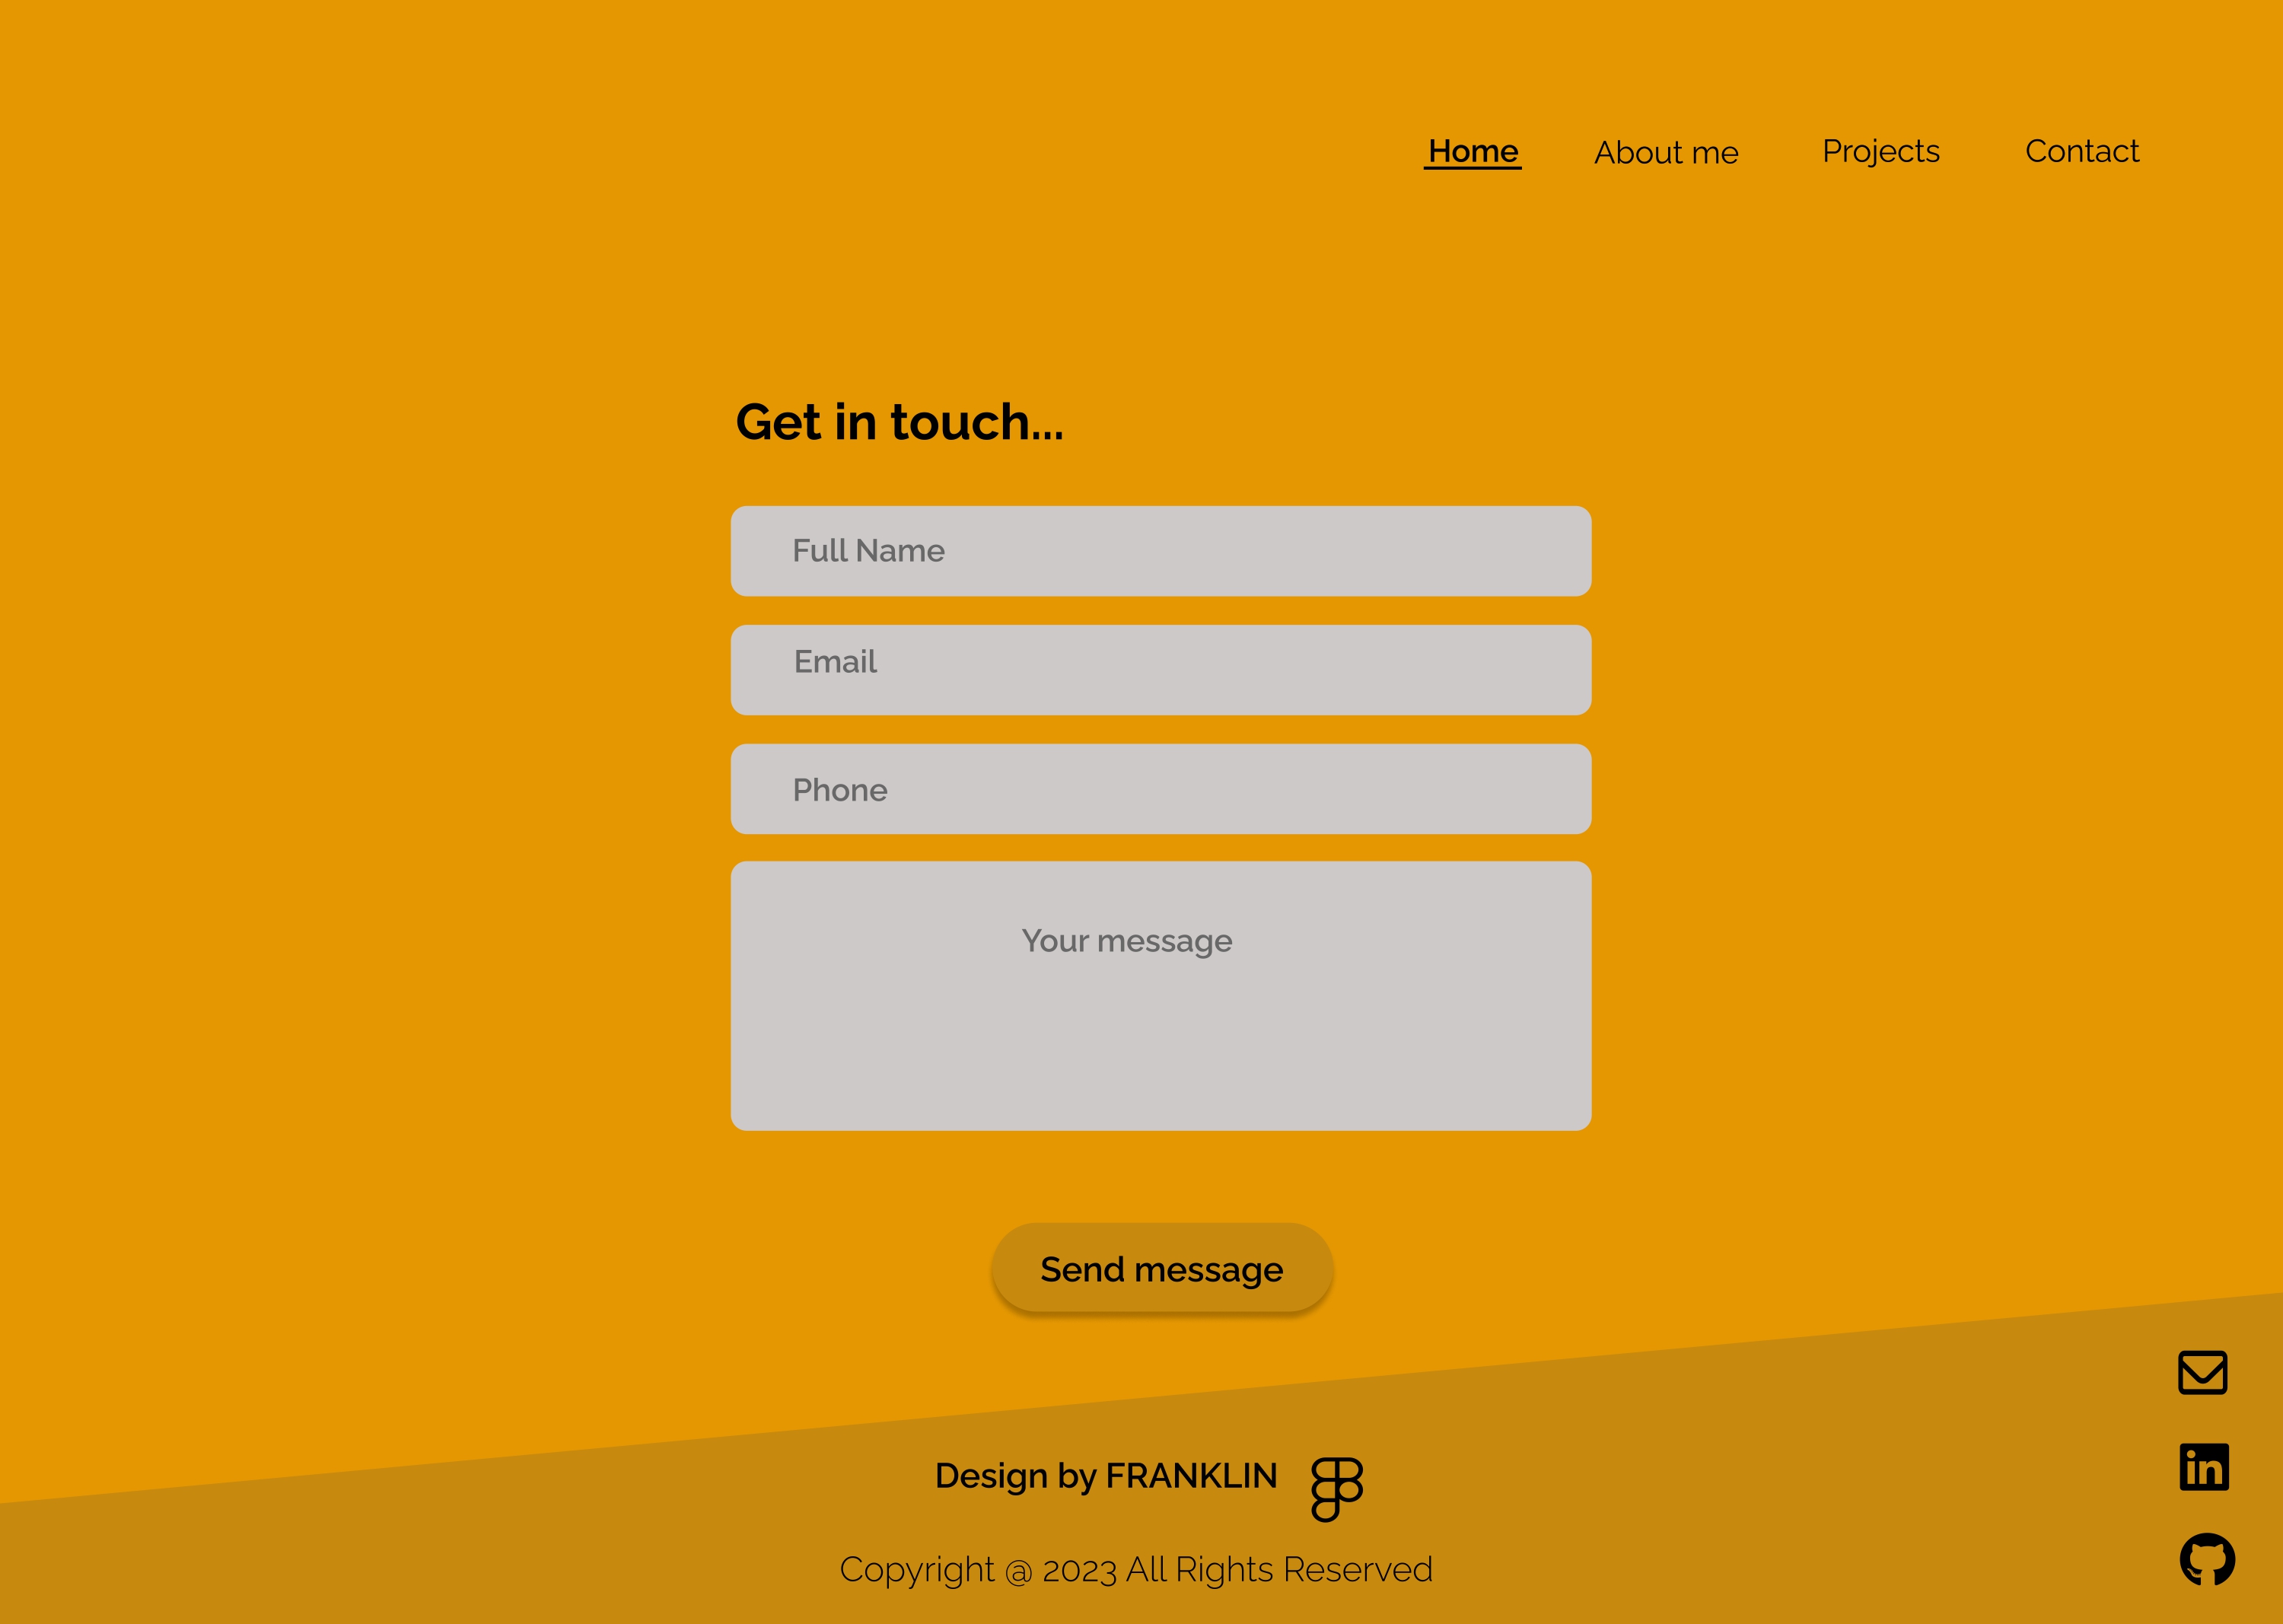 Home About me Projects Contact
Get in touch...
Full Name
Email
Phone
Your message
Send message
Design by FRANKLIN
Copyright @ 2023 All Rights Reserved